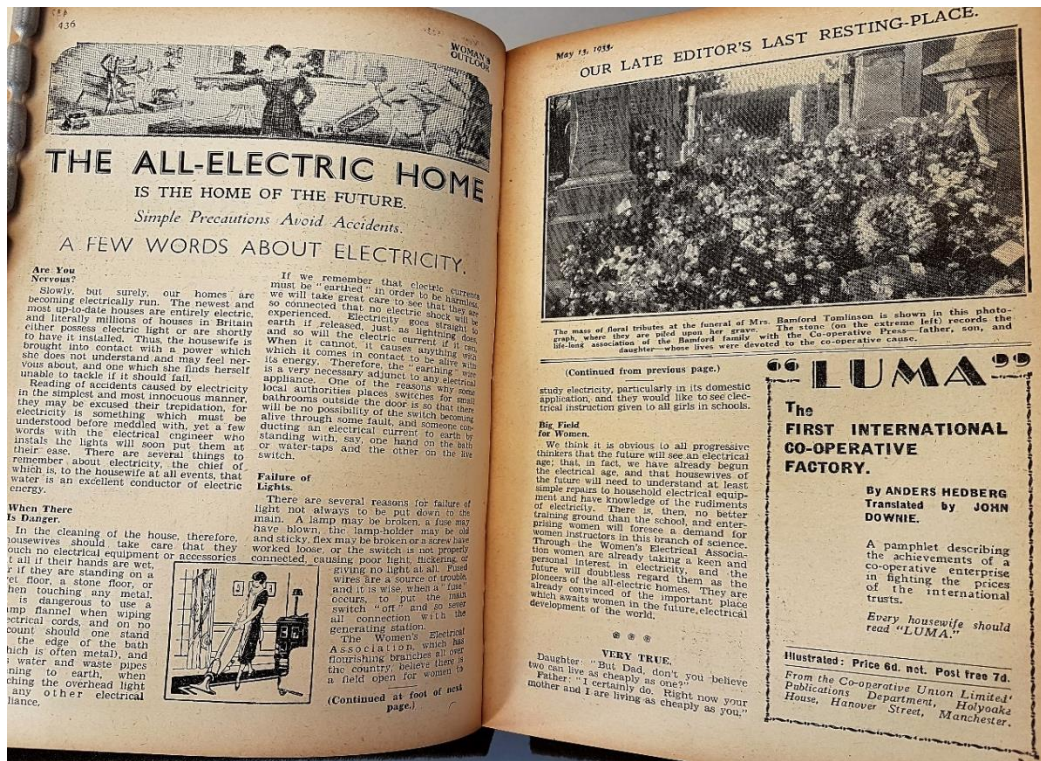 436
WOMAN'S
OUTLOOK
THE ALL-ELECTRIC HOME
IS THE HOME OF THE FUTURE.
Simple Precautions Avoid Accidents.
A FEW WORDS ABOUT ELECTRICITY.
Are You
Nervous?
Slowly, but surely, our homes are
becoming electrically run. The newest and
most up-to-date houses are entirely electric,
and literally millions of houses in Britain
either possess electric light or are shortly
to have it installed. Thus, the housewife is
brought into contact with a power which
she does not understand and may feel ner-
vous about, and one which she finds herself
unable to tackle if it should fail.
Reading of accidents caused by electricity
in the simplest and most innocuous manner,
they may be excused their trepidation, for
electricity is something which must be
understood before meddled with, yet a few
words with the electrical engineer who
instals the lights will soon put them at
their ease. There are several things to
remember about electricity, the chief of
which is, to the housewife at all events, that
water is an excellent conductor of electric
energy.
When There
Is Danger.
In the cleaning of the house, therefore,
housewives should take care that they
touch no electrical equipment or accessories
at all if their hands are wet,
or if they are standing on a
wet floor, a stone floor, or
when touching any metal.
is dangerous to use a
damp flannel when wiping
electrical cords, and on no
account should one stand
the edge of the bath
(which is often metal), and
water and waste pipes
running to earth, when
touching the overhead light
any other electrical
appliance.
If we remember that electric currents
must be "earthed" in order to be harmless,
we will take great care to see that they are
so connected that no electric shock will be
experienced. Electricity goes straight to
earth if released, just as lightning does,
and so will the electric current if it can.
When it cannot, it causes anything with
which it comes in contact to be alive with
its energy. Therefore, the "earthing" wire
is a very necessary adjunct to any electrical
appliance. One of the reasons why some
local authorities places switches for small
bathrooms outside the door is so that there
will be no possibility of the switch becoming
alive through some fault, and someone con-
ducting an electrical current to earth by
standing with, say, one hand on the bath
or water-taps and the other on the live
switch.
Failure of
Lights.
There are several reasons for failure of
light not always to be put down to the
main. A lamp may be broken, a fuse may
have blown, the lamp-holder may be old
and sticky, flex may be broken or a screw have
worked loose, or the switch is not properly
connected, causing poor light, flickering, or
giving no light at all. Fused
wires are a source of trouble,
and it is wise, when a "fuse"
occurs, to put the main
switch "off" and so sever
all connection with the
generating station.
The Women's Electrical
Association, which has
flourishing branches all over
the country, believe there is
a field open for women in
(Continued at foot of next
page.)
May 13, 1933.
OUR LATE EDITOR'S LAST RESTING-PLACE.
The mass of floral tributes at the funeral of Mrs. Bamford Tomlinson is shown in this photo-
graph, where they are piled upon her grave. The stone (on the extreme left) records the
life-long association of the Bamford family with the Co-operative Press—father, son, and
daughter—whose lives were devoted to the co-operative cause.
(Continued from previous page.)
study electricity, particularly in its domestic
application, and they would like to see elec-
trical instruction given to all girls in schools.
Big Field
for Women.
We think it is obvious to all progressive
thinkers that the future will see an electrical
age; that, in fact, we have already begun
the electrical age, and that housewives of
the future will need to understand at least
simple repairs to household electrical equip-
ment and have knowledge of the rudiments
of electricity. There is, then, no better
training ground than the school, and enter-
prising women will foresee a demand for
women instructors in this branch of science.
Through the Women's Electrical Associa-
tion women are already taking a keen and
personal interest in electricity, and the
future will doubtless regard them as the
pioneers of the all-electric homes. They are
already convinced of the important place
which awaits women in the future electrical
development of the world.
VERY TRUE.
Daughter: "But Dad, don't you believe
two can live as cheaply as one?"
Father: "I certainly do. Right now your
mother and I are living as cheaply as you."
"LUMA"
The
FIRST INTERNATIONAL
CO-OPERATIVE
FACTORY.
By ANDERS HEDBERG
Translated by JOHN
DOWNIE.
A pamphlet describing
the achievements of a
co-operative enterprise
in fighting the prices
of the international
trusts.
Every housewife should
read "LUMA."
Illustrated: Price 6d. net. Post free 7d.
From the Co-operative Union Limited
Publications Department, Holyoake
House, Hanover Street, Manchester.